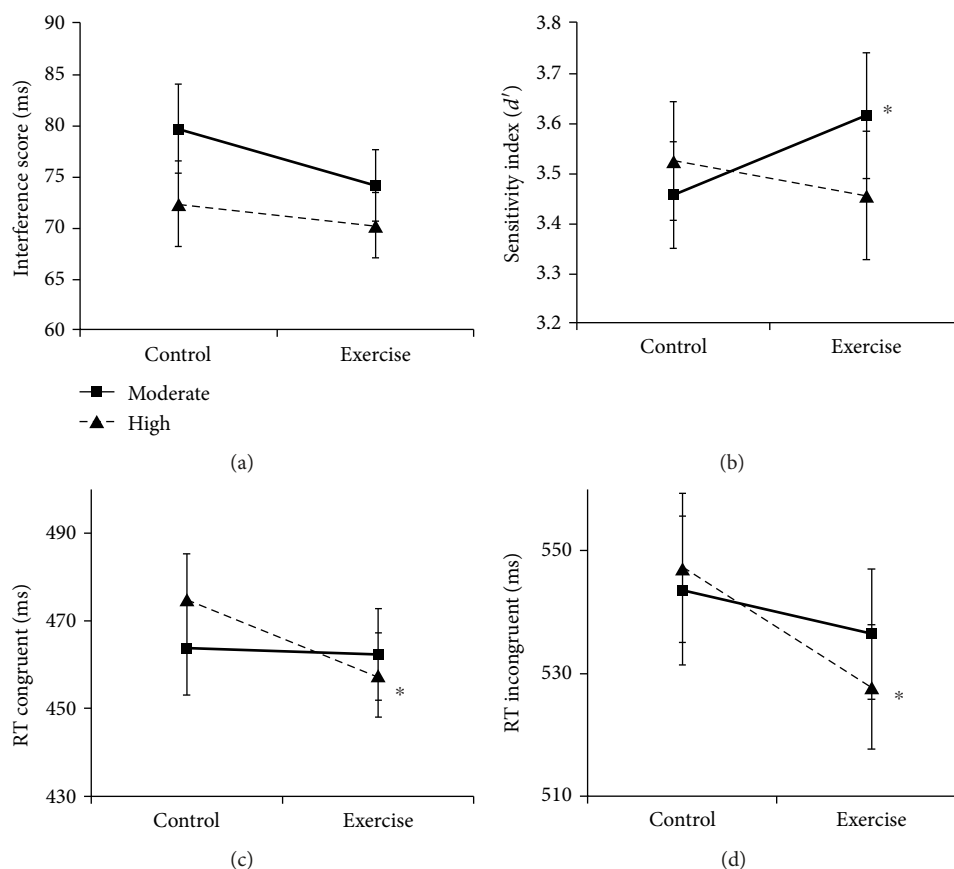 90
85
80
75
70
65
60
Interference score (ms)
Control Exercise
Moderate
High
(a)
3.8
3.7
3.6
3.5
3.4
3.3
3.2
Sensitivity index (d′)
*
Control Exercise
(b)
490
470
450
430
RT congruent (ms)
*
Control Exercise
(c)
550
530
510
RT incongruent (ms)
*
Control Exercise
(d)